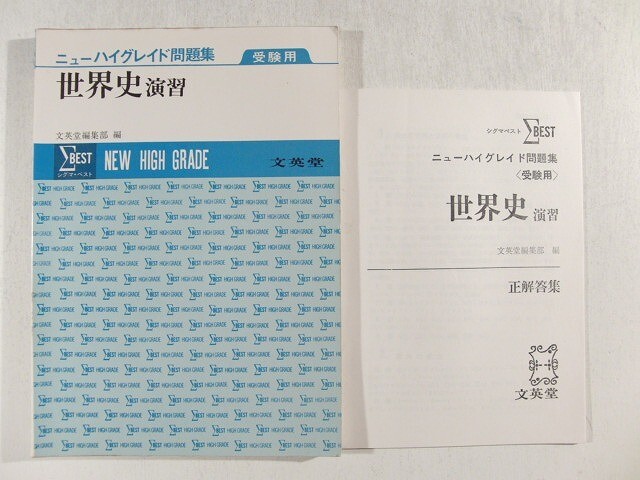 ニューハイグレイド問題集
受験用
世界史 演習
文英堂編集部 編
ΣBEST
シグマ・ベスト
NEW HIGH GRADE
文英堂
シグマベスト ΣBEST
ニューハイグレイド問題集
〈受験用〉
世界史 演習
文英堂編集部 編
正解答集
文英堂